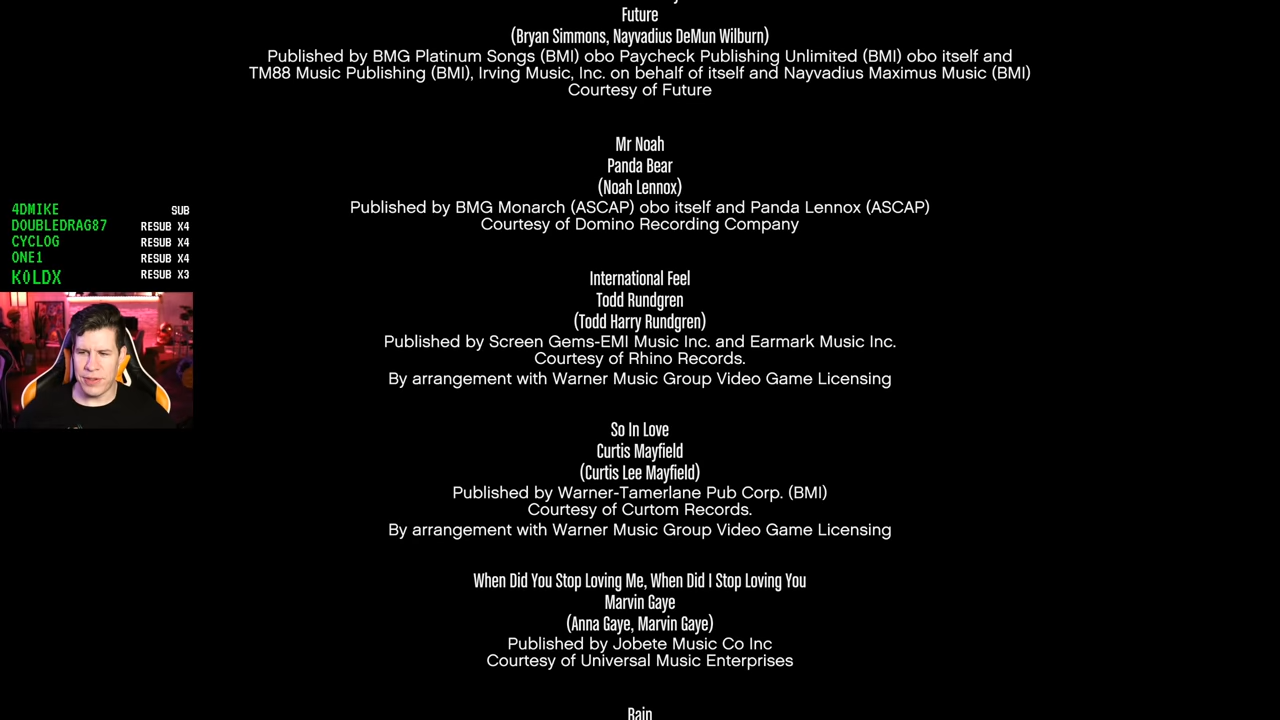 Future
(Bryan Simmons, Nayvadius DeMun Wilburn)
Published by BMG Platinum Songs (BMI) obo Paycheck Publishing Unlimited (BMI) obo itself and
TM88 Music Publishing (BMI), Irving Music, Inc. on behalf of itself and Nayvadius Maximus Music (BMI)
Courtesy of Future
Mr Noah
Panda Bear
(Noah Lennox)
Published by BMG Monarch (ASCAP) obo itself and Panda Lennox (ASCAP)
Courtesy of Domino Recording Company
4DMIKE SUB
DOUBLEDRAG87 RESUB X4
CYCLOG RESUB X4
ONE1 RESUB X4
K0LDX RESUB X3
International Feel
Todd Rundgren
(Todd Harry Rundgren)
Published by Screen Gems-EMI Music Inc. and Earmark Music Inc.
Courtesy of Rhino Records.
By arrangement with Warner Music Group Video Game Licensing
So In Love
Curtis Mayfield
(Curtis Lee Mayfield)
Published by Warner-Tamerlane Pub Corp. (BMI)
Courtesy of Curtom Records.
By arrangement with Warner Music Group Video Game Licensing
When Did You Stop Loving Me, When Did I Stop Loving You
Marvin Gaye
(Anna Gaye, Marvin Gaye)
Published by Jobete Music Co Inc
Courtesy of Universal Music Enterprises
Rain